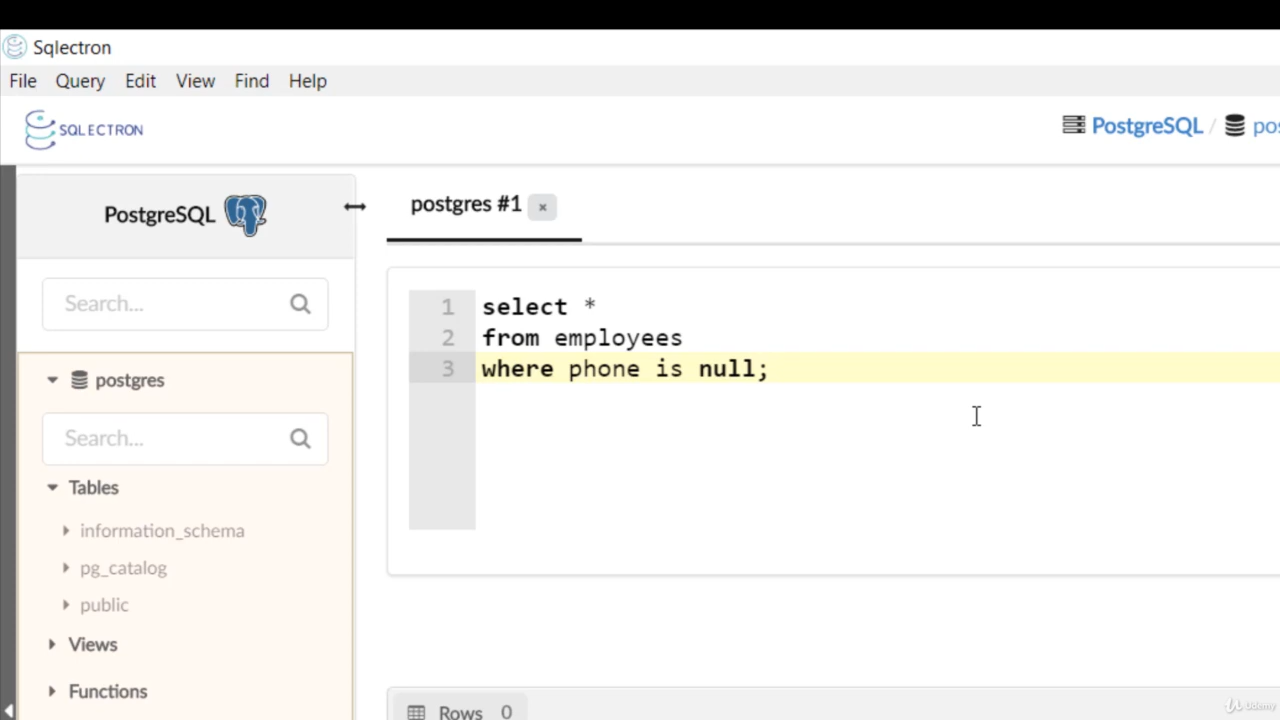 Sqlectron
File Query Edit View Find Help
SQLECTRON
PostgreSQL /
PostgreSQL
postgres #1 ×
Search...
1 select *
2 from employees
3 where phone is null;
postgres
Search...
Tables
information_schema
pg_catalog
public
Views
Functions
Rows 0
Udemy